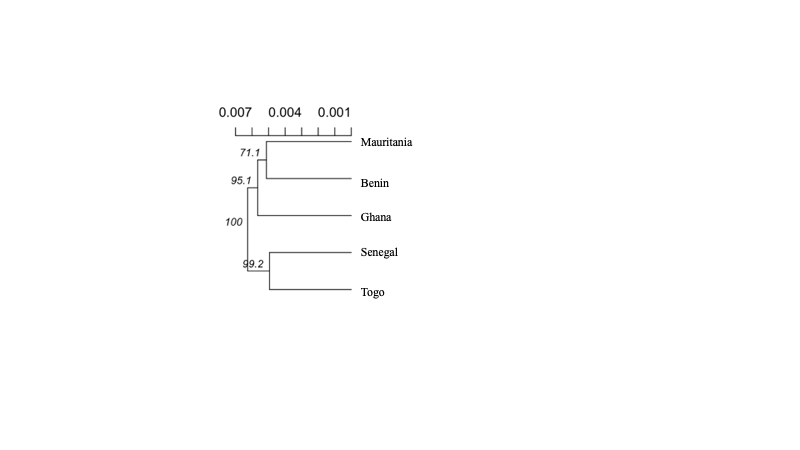 0.007 0.004 0.001
Mauritania
71.1
95.1
Benin
Ghana
100
Senegal
99.2
Togo